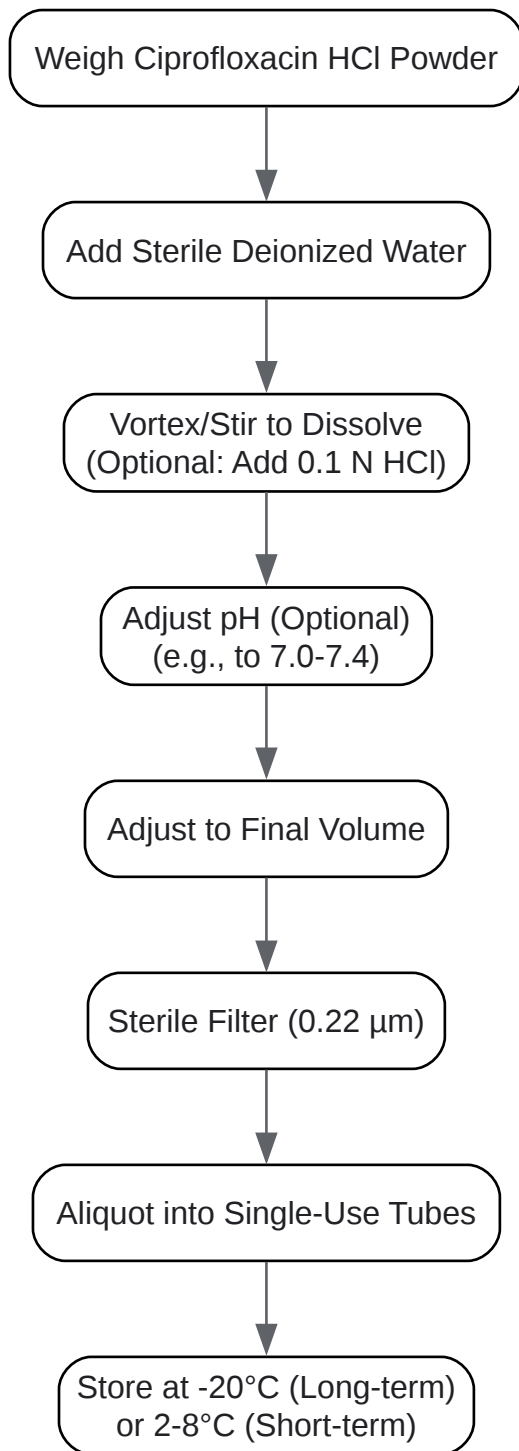 Weigh Ciprofloxacin HCl Powder
Add Sterile Deionized Water
Vortex/Stir to Dissolve
(Optional: Add 0.1 N HCl)
Adjust pH (Optional)
(e.g., to 7.0-7.4)
Adjust to Final Volume
Sterile Filter (0.22 µm)
Aliquot into Single-Use Tubes
Store at -20°C (Long-term)
or 2-8°C (Short-term)